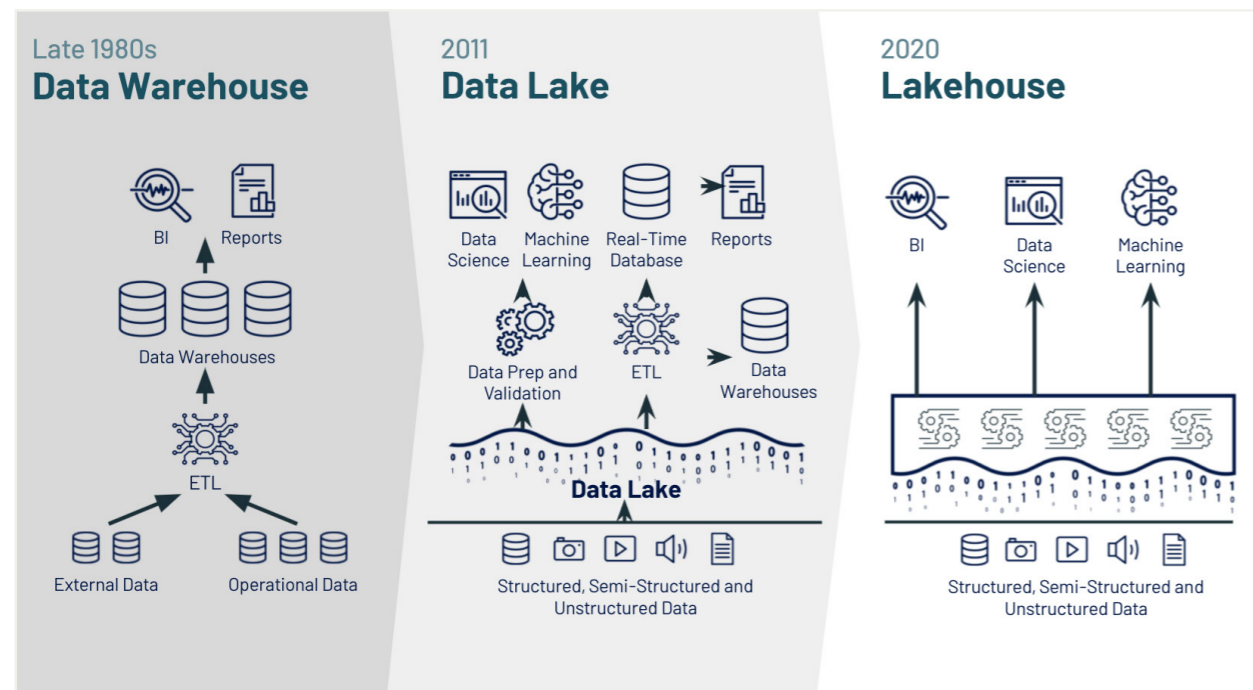 Late 1980s
Data Warehouse
BI
Reports
Data Warehouses
ETL
External Data
Operational Data
2011
Data Lake
Data
Science
Machine
Learning
Real-Time
Database
Reports
Data Prep and
Validation
ETL
Data
Warehouses
Data Lake
Structured, Semi-Structured and
Unstructured Data
2020
Lakehouse
BI
Data
Science
Machine
Learning
Structured, Semi-Structured and
Unstructured Data